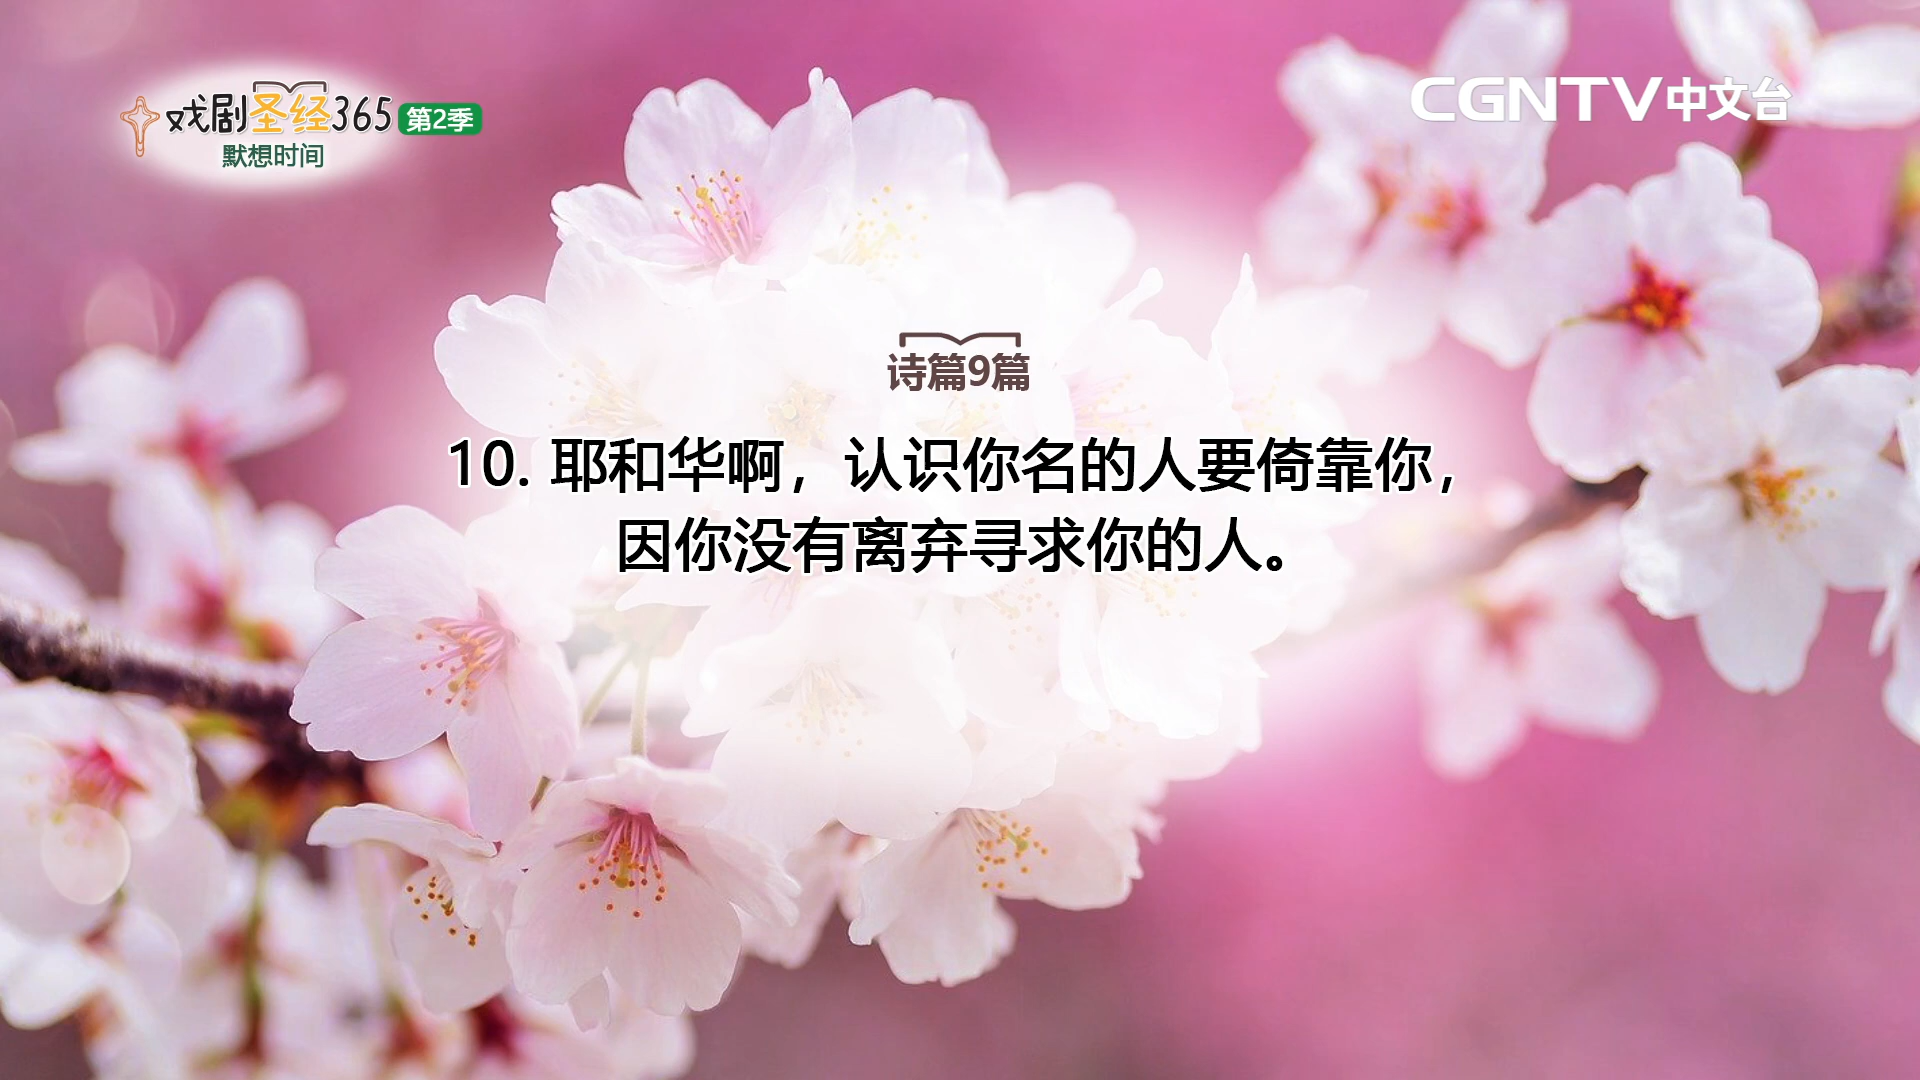 戏剧圣经365 第2季
默想时间
CGNTV中文台
诗篇9篇
10. 耶和华啊，认识你名的人要倚靠你，
因你没有离弃寻求你的人。